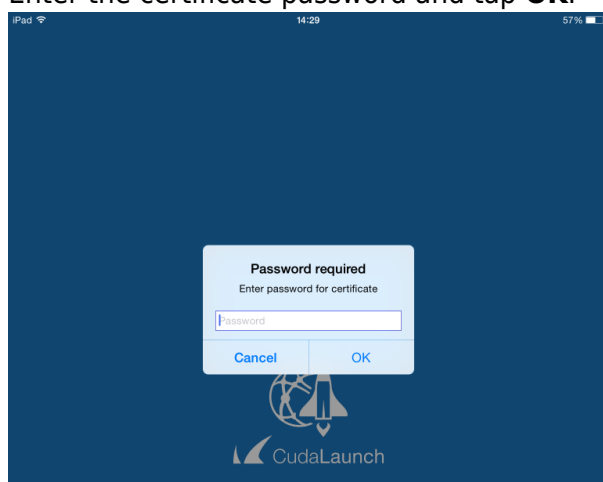 Enter the certificate password and tap OK.
iPad 14:29 57%
Password required
Enter password for certificate
Password
Cancel OK
CudaLaunch